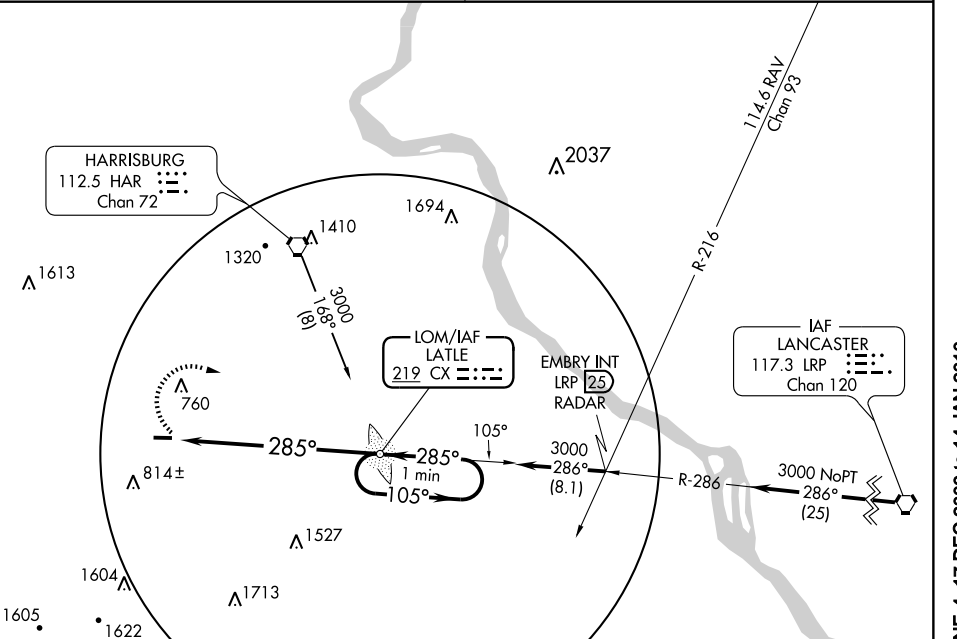 114.6 RAV
Chan 93
2037
HARRISBURG
112.5 HAR
Chan 72
1694
1410
1320
1613
R-216
3000
168°
(8)
LOM/IAF
LATLE
219 CX
IAF
LANCASTER
117.3 LRP
Chan 120
EMBRY INT
LRP 25
RADAR
760
105°
285°
285°
1 min
105°
3000
286°
(8.1)
R-286
3000 NoPT
286°
(25)
814±
1527
1604
1713
1605
1622